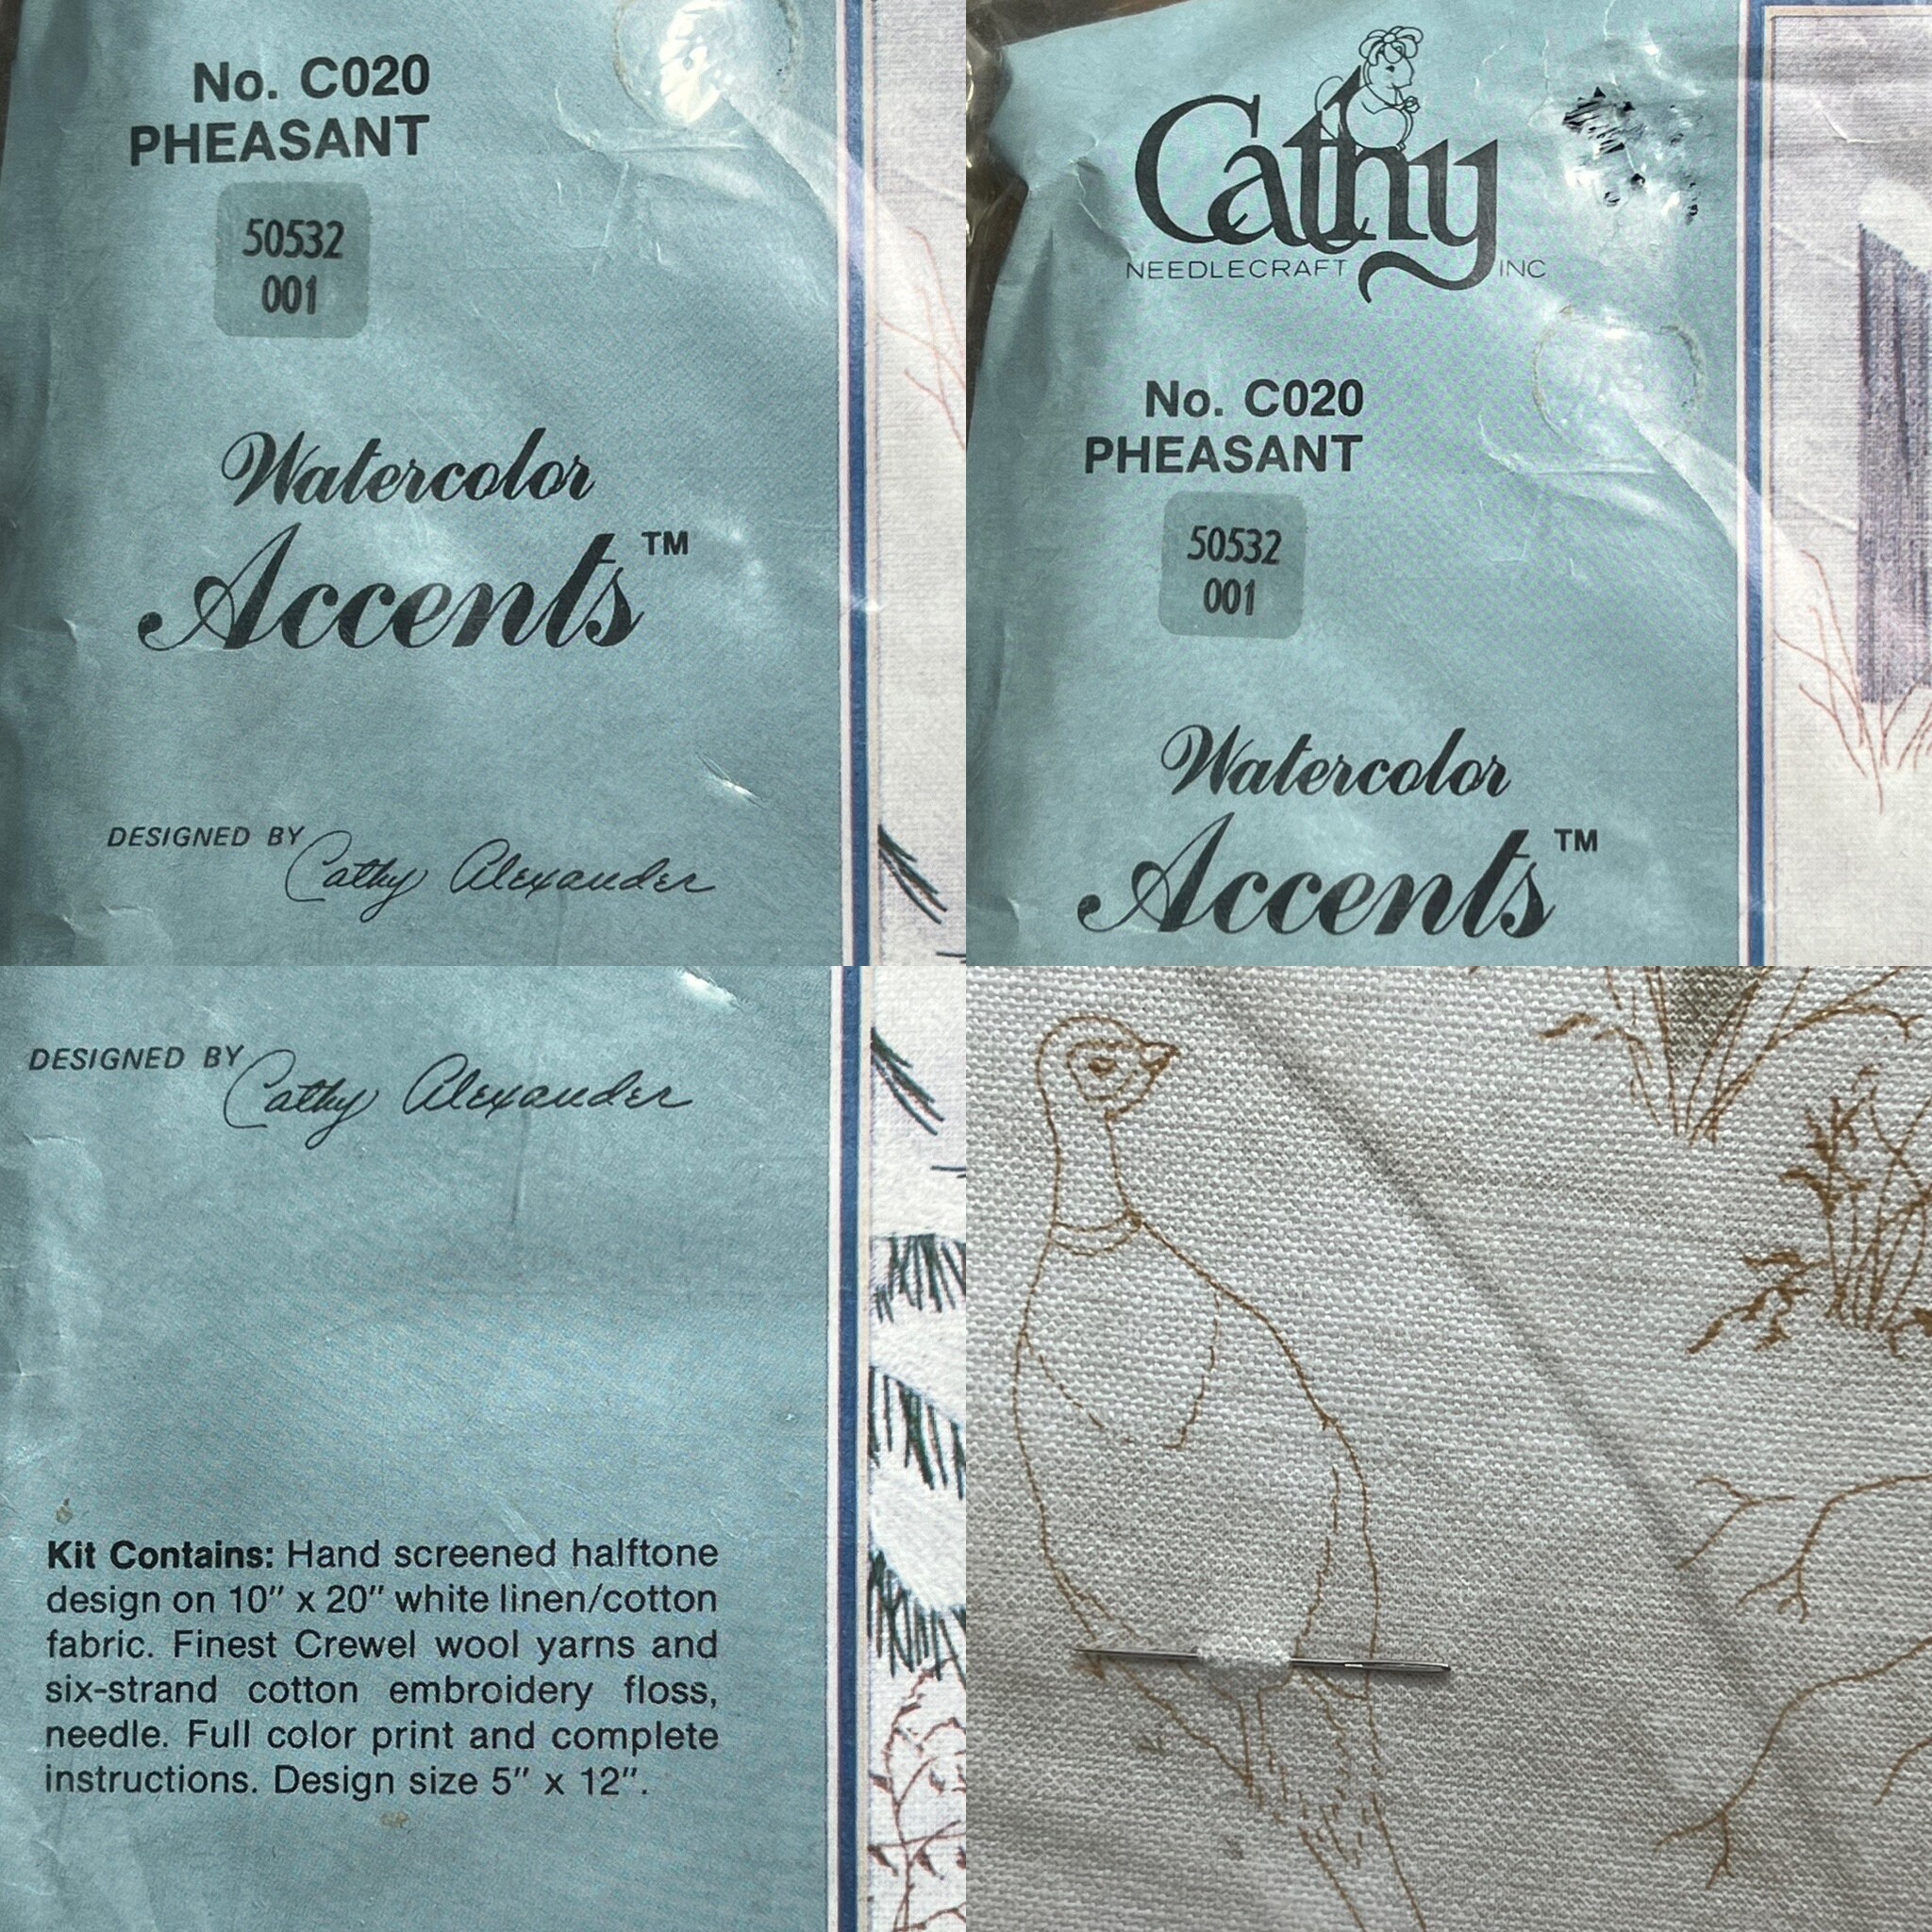 No. C020
PHEASANT
50532
001
Watercolor
Accents™
DESIGNED BY Cathy Alexander
Cathy
NEEDLECRAFT INC
No. C020
PHEASANT
50532
001
Watercolor
Accents™
DESIGNED BY Cathy Alexander
Kit Contains: Hand screened halftone
design on 10" x 20" white linen/cotton
fabric. Finest Crewel wool yarns and
six-strand cotton embroidery floss,
needle. Full color print and complete
instructions. Design size 5" x 12".